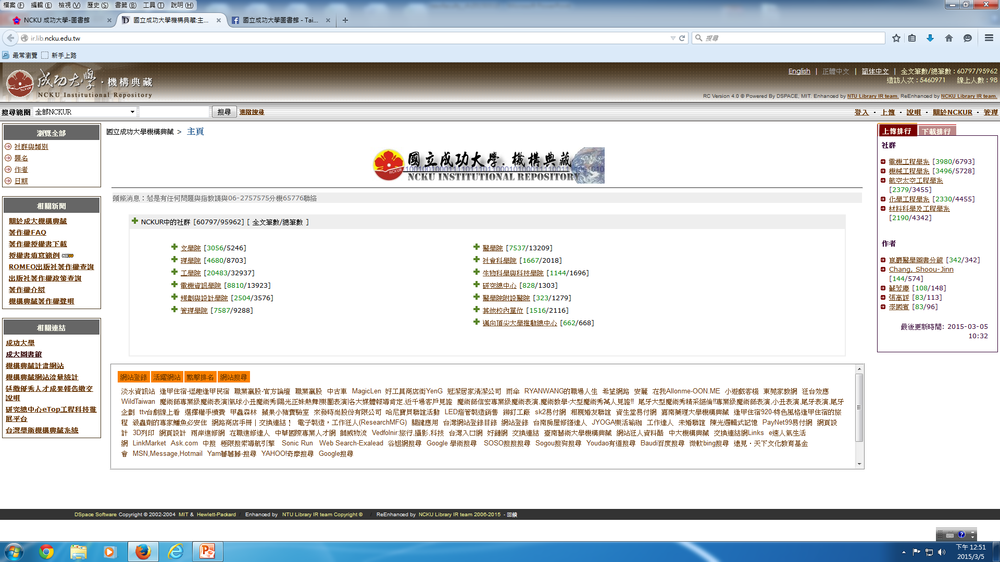 檔案 (F) 編輯 (E) 檢視 (V) 歷史 (S) 書籤 (B) 工具 (T) 說明 (H)
NCKU 成功大學-圖書館 國立成功大學機構典藏:主... 國立成功大學圖書館 - Tai...
ir.lib.ncku.edu.tw 搜尋
最常瀏覽 新手上路
成功大學·機構典藏
NCKU Institutional Repository
English | 正體中文 | 简体中文 | 全文筆數/總筆數 : 60797/95962
造訪人次 : 5460971 線上人數 : 98
RC Version 4.0 © Powered By DSPACE, MIT. Enhanced by NTU Library IR team. ReEnhanced by NCKU Library IR team.
搜尋範圍 全部NCKUR 搜尋 進階搜尋 登入 · 上傳 · 說明 · 關於NCKUR · 管理
瀏覽全部
社群與類別
題名
作者
日期
相關新聞
關於成大機構典藏
著作權FAQ
著作權授權書下載
授權書填寫範例 NEW
ROMEO出版社著作權查詢
出版社著作權政策查詢
著作權介紹
機構典藏著作權聲明
相關連結
成功大學
成大圖書館
機構典藏計畫網站
機構典藏網站流量統計
延攬優秀人才成果報告繳交
說明
研究總中心eTop工程科技推
展平台
台灣學術機構典藏系統
國立成功大學機構典藏 > 主頁
國立成功大學.機構典藏
NCKU INSTITUTIONAL REPOSITORY
頭條消息 : 若是有任何問題與指教請與06-2757575分機65776聯絡
NCKUR中的社群 [60797/95962] [ 全文筆數/總筆數 ]
文學院 [3056/5246]
理學院 [4680/8703]
工學院 [20483/32937]
電機資訊學院 [8810/13923]
規劃與設計學院 [2504/3576]
管理學院 [7587/9288]
醫學院 [7537/13209]
社會科學院 [1667/2018]
生物科學與科技學院 [1144/1696]
研究總中心 [828/1303]
醫學院附設醫院 [323/1279]
其他校內單位 [1516/2116]
邁向頂尖大學推動總中心 [662/668]
網站登錄 活躍網站 點擊排名 網站搜尋
淡水資訊站 逢甲住宿-逗趣逢甲民宿 職業贏股-官方論壇 職業贏股 中古車 MagicLen 好工具商店街YenG 冠潔居家清潔公司 雨傘 RYANWANG的職場人生 希望網路 安麗 在我Allonme-OON.ME 小遊戲客棧 東莞家教網 狂台效應
WildTaiwan 魔術師專業級魔術表演|氣球小丑魔術秀|陽光正妹熱舞|樂團表演|各大媒體報導肯定,近千場客戶見證 魔術師信宏專業級魔術表演,魔術教學-大型魔術秀萬人見證!! 尾牙大型魔術秀精采絕倫!!專業級魔術師表演,小丑表演,尾牙表演,尾牙
企劃 ttv台劇線上看 選擇權手續費 甲蟲森林 蘋果小豬實驗室 來發時尚股份有限公司 哈尼寶貝聯誼活動 LED燈管製造銷售 鉚釘工廠 sk2易付網 相親婚友聯誼 資生堂易付網 嘉南藥理大學機構典藏 逢甲住宿920-特色風格逢甲住宿的旅
程 殺蟲劑的專家鱷魚必安住 網路商店手冊 | 交換連結！ 電子製造，工作狂人(ResearchMFG) 關鍵應用 台灣網站登錄目錄 網站登錄 台南房屋修繕達人 JYOGA樂活瑜珈 工作達人 未婚聯誼 陳光邏輯式記憶 PayNet99易付網 網頁設
計 3D列印 網頁設計 兩岸進修網 在職進修達人 中華國際專業人才網 獅威物流 Vedfolnir:旅行,攝影,科技 台灣入口網 好鏈網 交換連結 臺南藝術大學機構典藏 網站狂人資料酷 中大機構典藏 交換連結網Links e速人氣生活
網 LinkMarket Ask.com 中搜 極限搜索導航引擎 Sonic Run Web Search-Exalead 谷姐網搜尋 Google 學術搜尋 SOSO搜搜搜尋 Sogou搜狗搜尋 Youdao有道搜尋 Baudi百度搜尋 微軟bing搜尋 遠見‧天下文化教育基金
會 MSN,Message,Hotmail Yam蕃薯藤-搜尋 YAHOO!奇摩搜尋 Google搜尋
上傳排行 下載排行
社群
電機工程學系 [3980/6793]
機械工程學系 [3496/5728]
航空太空工程學系
[2379/3455]
化學工程學系 [2330/4455]
材料科學及工程學系
[2190/4342]
作者
崑巖醫學圖書分館 [342/342]
Chang, Shoou-Jinn
[144/574]
蘇芳慶 [108/148]
張高評 [83/113]
李國賓 [83/96]
最後更新時間: 2015-03-05
10:32
DSpace Software Copyright © 2002-2004 MIT & Hewlett-Packard / Enhanced by NTU Library IR team Copyright © / ReEnhanced by NCKU Library IR team 2006-2015 - 回饋
下午 12:51
2015/3/5